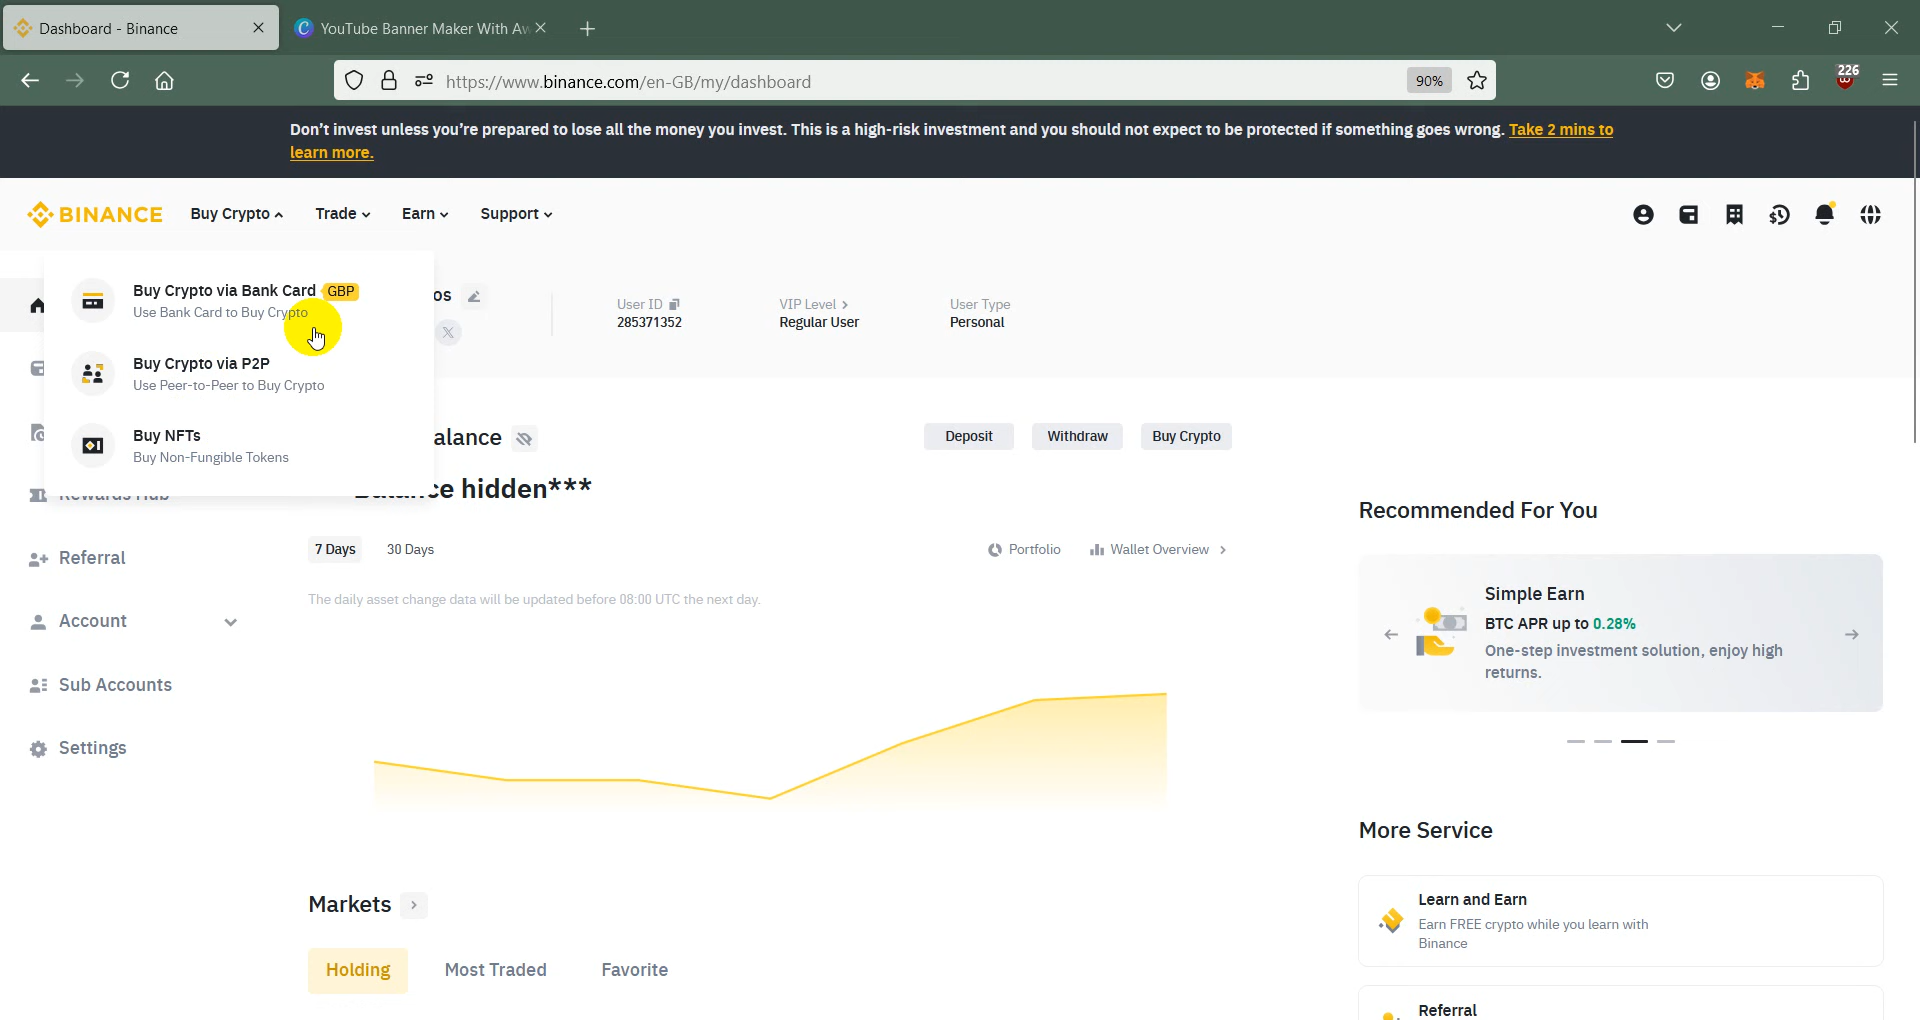 Dashboard - Binance
YouTube Banner Maker With Aw
https://www.binance.com/en-GB/my/dashboard
90%
226
Don't invest unless you're prepared to lose all the money you invest. This is a high-risk investment and you should not expect to be protected if something goes wrong. Take 2 mins to
learn more.
BINANCE
Buy Crypto
Trade
Earn
Support
Buy Crypto via Bank Card GBP
Use Bank Card to Buy Crypto
Buy Crypto via P2P
Use Peer-to-Peer to Buy Crypto
Buy NFTs
Buy Non-Fungible Tokens
os
User ID
285371352
VIP Level
Regular User
User Type
Personal
alance
Deposit
Withdraw
Buy Crypto
Balance hidden***
Rewards Hub
Referral
Account
Sub Accounts
Settings
7 Days
30 Days
Portfolio
Wallet Overview
The daily asset change data will be updated before 08:00 UTC the next day.
Markets
Holding
Most Traded
Favorite
Recommended For You
Simple Earn
BTC APR up to 0.28%
One-step investment solution, enjoy high
returns.
More Service
Learn and Earn
Earn FREE crypto while you learn with
Binance
Referral